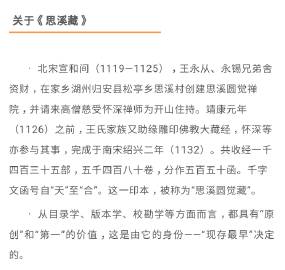 关于《思溪藏》
· 北宋宣和间（1119—1125），王永从、永锡兄弟舍
资财，在家乡湖州归安县松亭乡思溪村创建思溪圆觉禅
院，并请来高僧慈受怀深禅师为开山住持。靖康元年
（1126）之前，王氏家族又助缘雕印佛教大藏经，怀深等
亦参与其事，完成于南宋绍兴二年（1132）。共收经一千
四百三十五部，五千四百八十卷，分作五百五十函。千字
文函号自“天”至“合”。这一印本，被称为“思溪圆觉藏”。
· 从目录学、版本学、校勘学等方面而言，都具有“原
创”和“第一”的价值，这是由它的身份——“现存最早”决定
的。